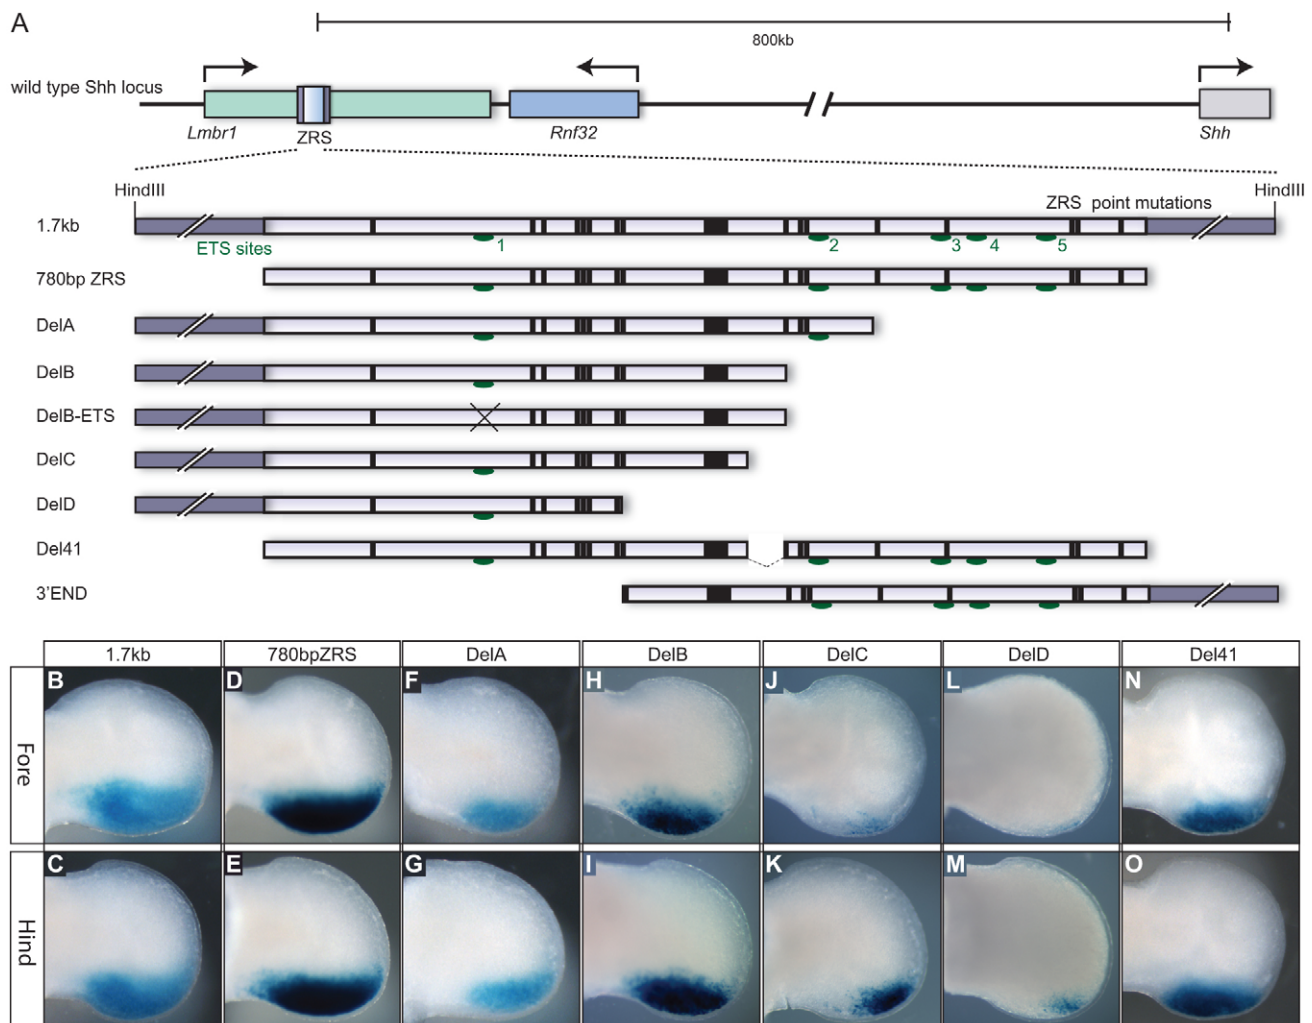 A
800kb
wild type Shh locus
Lmbr1
ZRS
Rnf32
Shh
HindIII
HindIII
ZRS point mutations
1.7kb
ETS sites
1 2 3 4 5
780bp ZRS
DelA
DelB
DelB-ETS
DelC
DelD
Del41
3'END
1.7kb 780bpZRS DelA DelB DelC DelD Del41
Fore
B D F H J L N
Hind
C E G I K M O